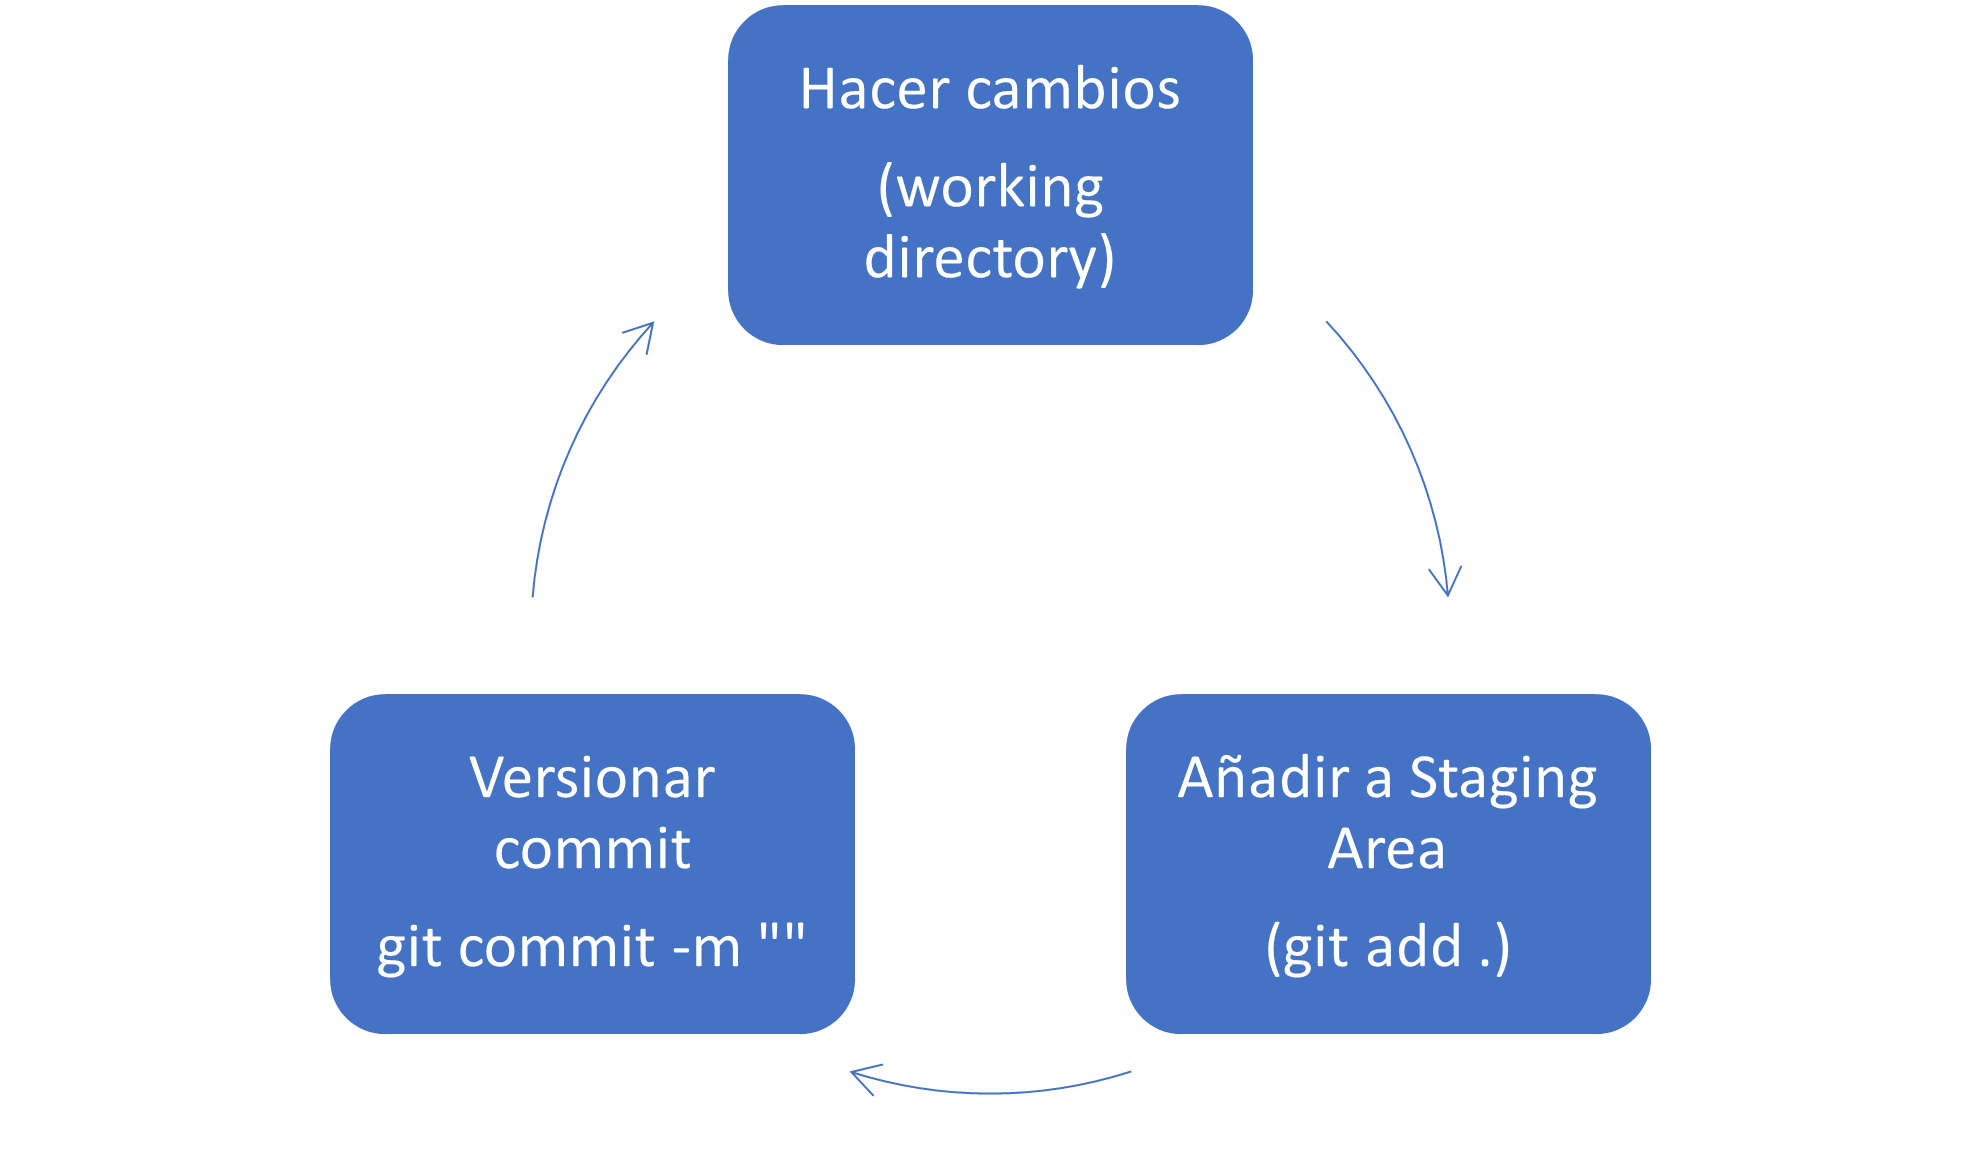 Hacer cambios
(working
directory)
Añadir a Staging
Area
(git add .)
Versionar
commit
git commit -m ""